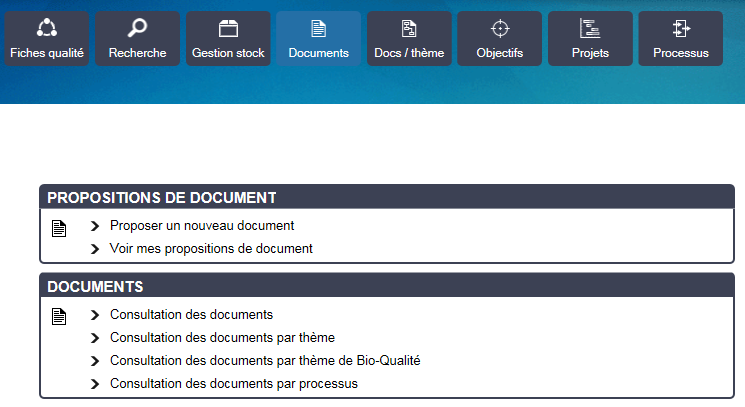 Fiches qualité
Recherche
Gestion stock
Documents
Docs / thème
Objectifs
Projets
Processus
PROPOSITIONS DE DOCUMENT
Proposer un nouveau document
Voir mes propositions de document
DOCUMENTS
Consultation des documents
Consultation des documents par thème
Consultation des documents par thème de Bio-Qualité
Consultation des documents par processus